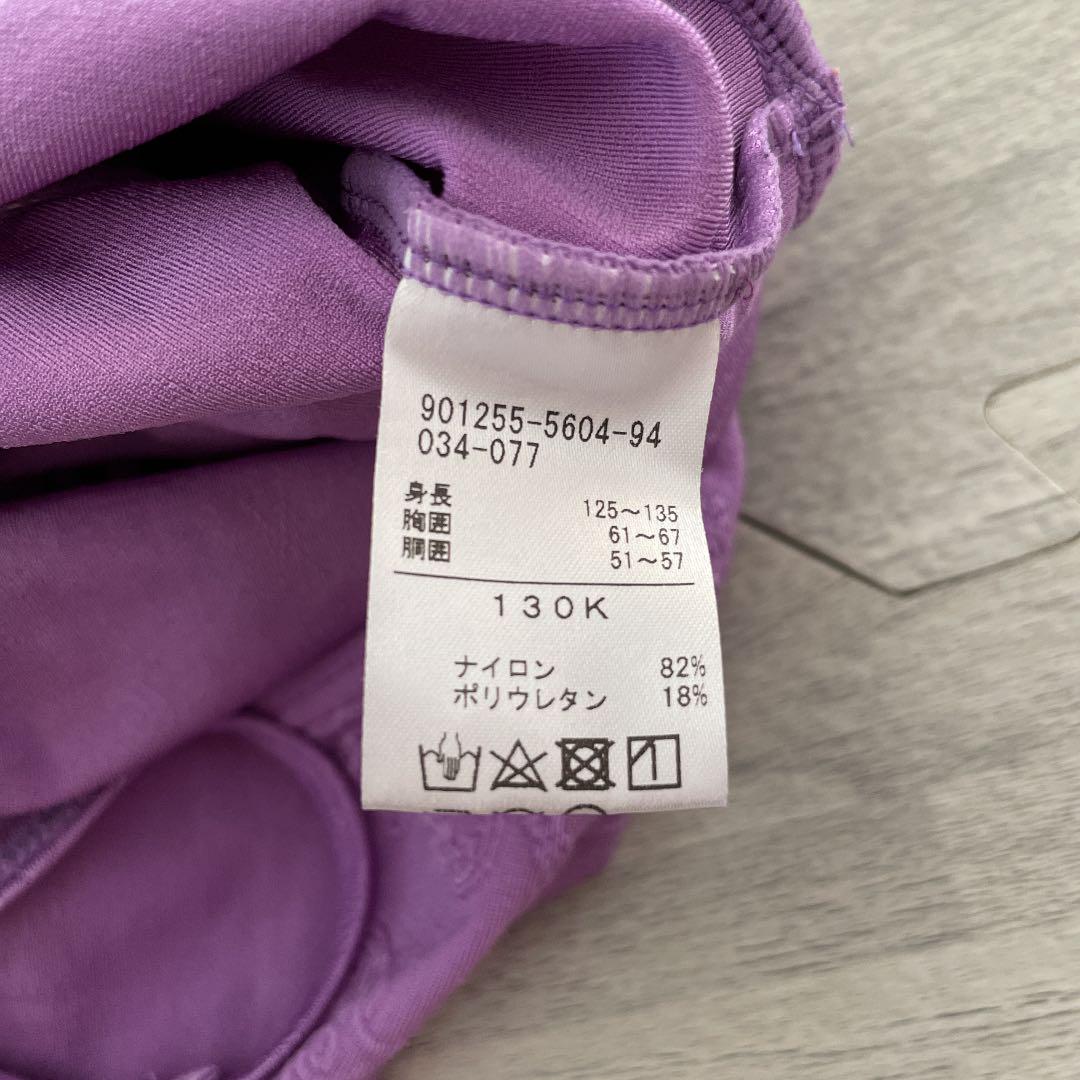 901255-5604-94
034-077
身長 125～135
胸囲 61～67
胴囲 51～57
130K
ナイロン 82%
ポリウレタン 18%